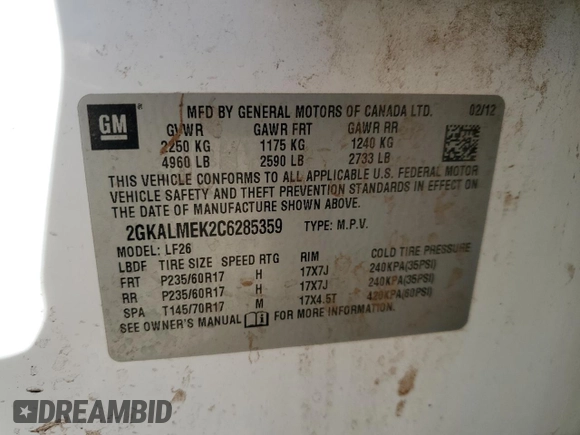 GM
MFD BY GENERAL MOTORS OF CANADA LTD. 02/12
GVWR GAWR FRT GAWR RR
2250 KG 1175 KG 1240 KG
4960 LB 2590 LB 2733 LB
THIS VEHICLE CONFORMS TO ALL APPLICABLE U.S. FEDERAL MOTOR
VEHICLE SAFETY AND THEFT PREVENTION STANDARDS IN EFFECT ON
THE DATE OF MANUFACTURE SHOWN ABOVE.
2GKALMEK2C6285359 TYPE: M.P.V.
MODEL: LF26
LBDF TIRE SIZE SPEED RTG RIM COLD TIRE PRESSURE
FRT P235/60R17 H 17X7J 240KPA(35PSI)
RR P235/60R17 H 17X7J 240KPA(35PSI)
SPA T145/70R17 M 17X4.5T 420KPA(60PSI)
SEE OWNER'S MANUAL FOR MORE INFORMATION.
DREAMBID